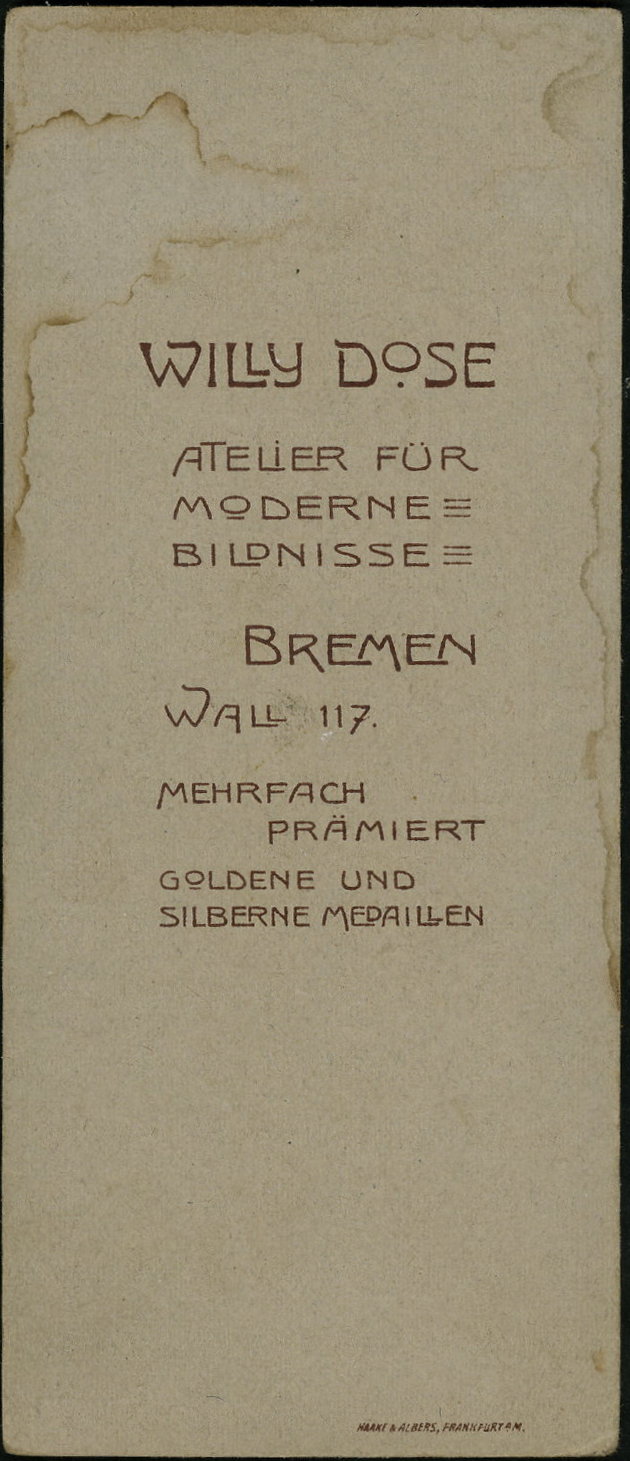 WILLY DOSE
ATELIER FÜR
MODERNE
BILDNISSE
BREMEN
WALL 117.
MEHRFACH
PRÄMIERT
GOLDENE UND
SILBERNE MEDAILLEN
HAAKE & ALBERS, FRANKFURT A M.